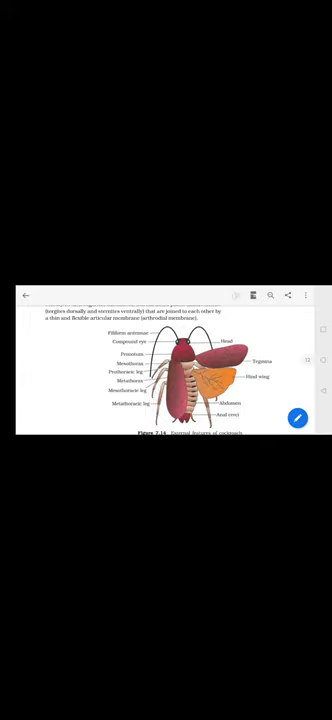 (tergites dorsally and sternites ventrally) that are joined to each other by
a thin and flexible articular membrane (arthrodial membrane).
Filiform antennae
Compound eye
Head
Pronotum
Mesothorax
Tegmina
Prothoracic leg
Metathorax
Hind wing
Mesothoracic leg
Metathoracic leg
Abdomen
Anal cerci
12
Figure 7.14 External features of cockroach